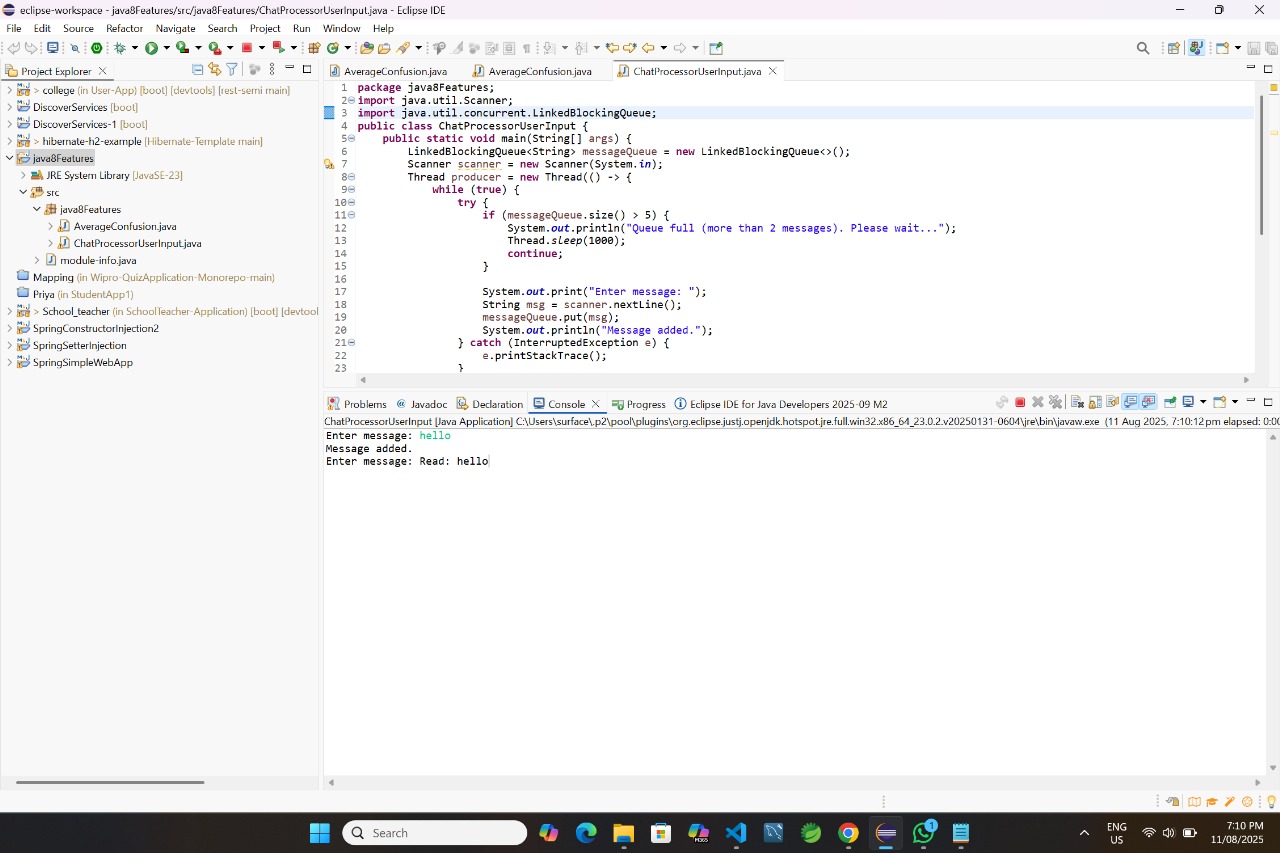 eclipse-workspace - java8Features/src/java8Features/ChatProcessorUserInput.java - Eclipse IDE
File Edit Source Refactor Navigate Search Project Run Window Help
Project Explorer
> college (in User-App) [boot] [devtools] [rest-semi main]
DiscoverServices [boot]
DiscoverServices-1 [boot]
> hibernate-h2-example [Hibernate-Template main]
java8Features
JRE System Library [JavaSE-23]
src
java8Features
AverageConfusion.java
ChatProcessorUserInput.java
module-info.java
Mapping (in Wipro-QuizApplication-Monorepo-main)
Priya (in StudentApp1)
> School_teacher (in SchoolTeacher-Application) [boot] [devtool
SpringConstructorInjection2
SpringSetterInjection
SpringSimpleWebApp
AverageConfusion.java AverageConfusion.java ChatProcessorUserInput.java
1 package java8Features;
2 import java.util.Scanner;
3 import java.util.concurrent.LinkedBlockingQueue;
4 public class ChatProcessorUserInput {
5 public static void main(String[] args) {
6 LinkedBlockingQueue<String> messageQueue = new LinkedBlockingQueue<>();
7 Scanner scanner = new Scanner(System.in);
8 Thread producer = new Thread(() -> {
9 while (true) {
10 try {
11 if (messageQueue.size() > 5) {
12 System.out.println("Queue full (more than 2 messages). Please wait...");
13 Thread.sleep(1000);
14 continue;
15 }
16
17 System.out.print("Enter message: ");
18 String msg = scanner.nextLine();
19 messageQueue.put(msg);
20 System.out.println("Message added.");
21 } catch (InterruptedException e) {
22 e.printStackTrace();
23 }
Problems Javadoc Declaration Console Progress Eclipse IDE for Java Developers 2025-09 M2
ChatProcessorUserInput [Java Application] C:\Users\surface\.p2\pool\plugins\org.eclipse.justj.openjdk.hotspot.jre.full.win32.x86_64_23.0.2.v20250131-0604\jre\bin\javaw.exe (11 Aug 2025, 7:10:12 pm elapsed: 0:00
Enter message: hello
Message added.
Enter message: Read: hello
Search
M365
1
ENG
US
7:10 PM
11/08/2025